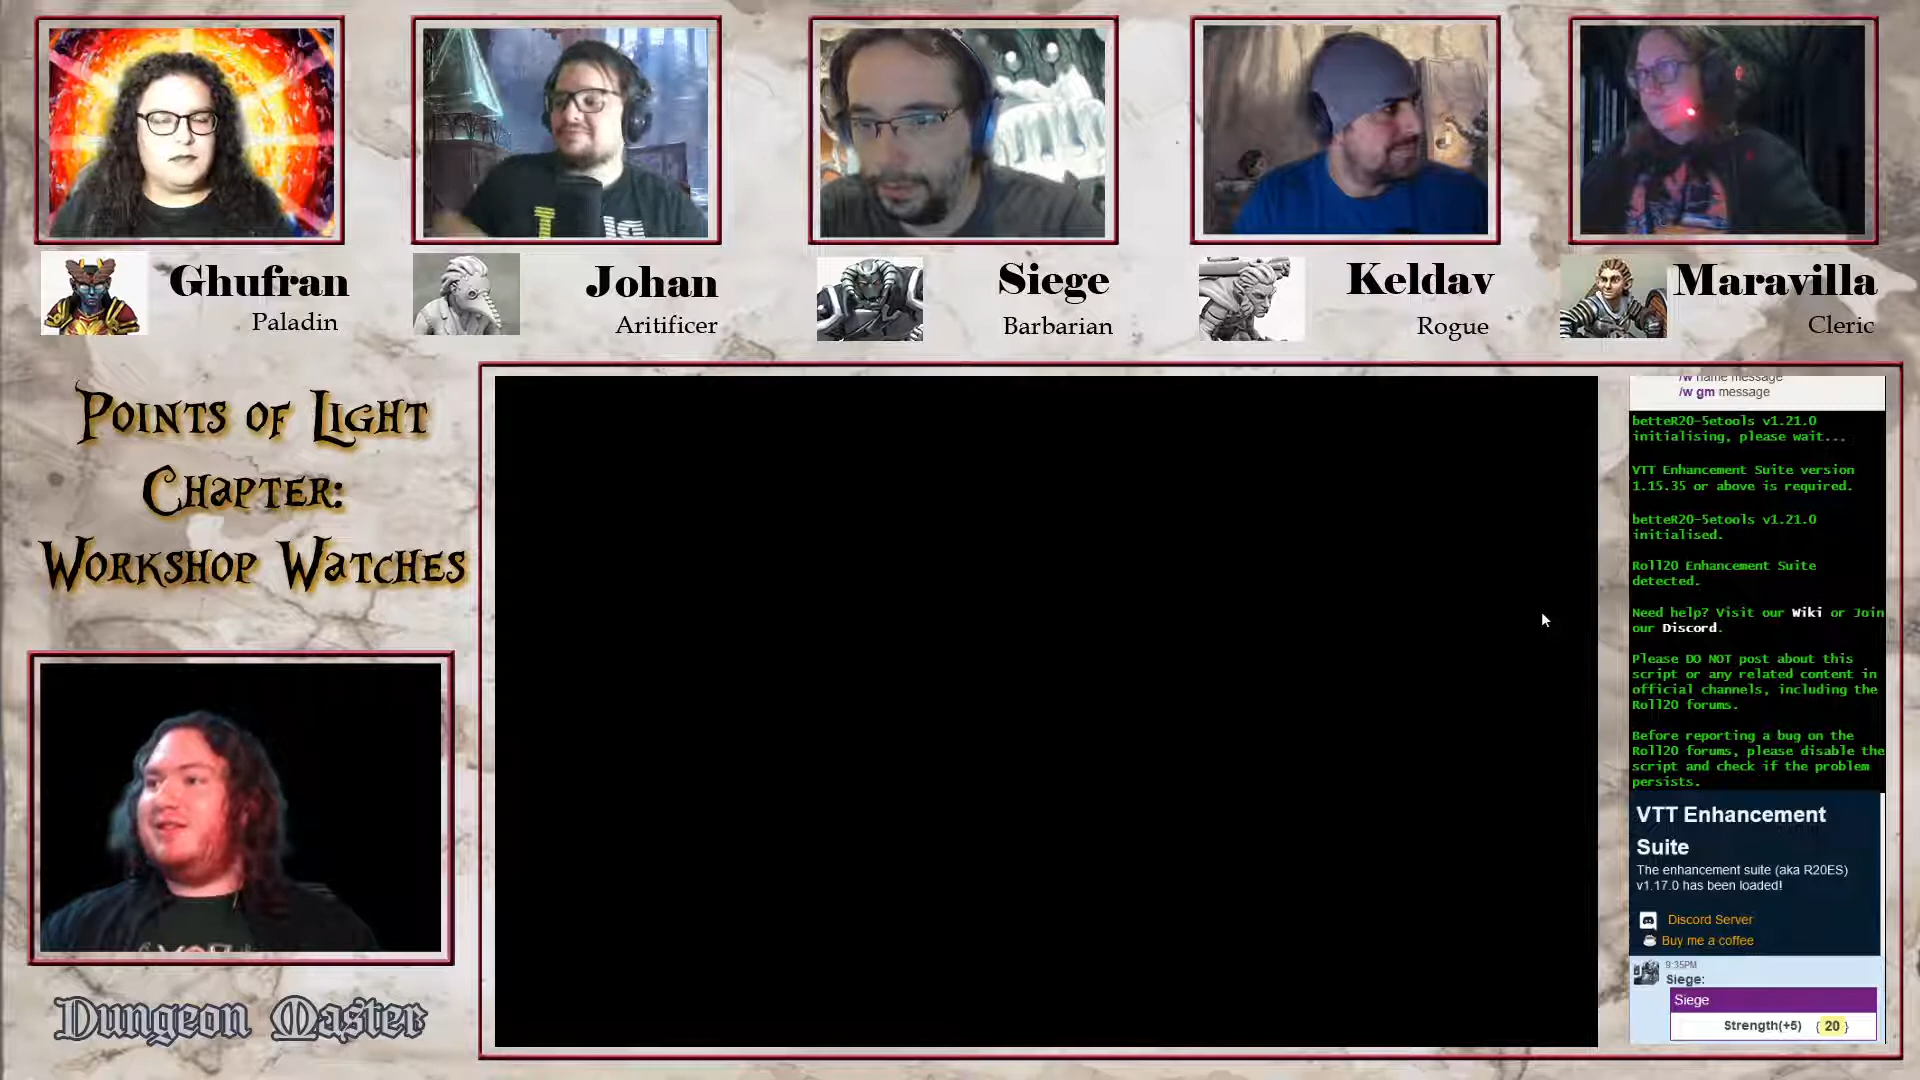 Ghufran
Paladin
Johan
Aritificer
Siege
Barbarian
Keldav
Rogue
Maravilla
Cleric
Points of Light
Chapter:
Workshop Watches
Dungeon Master
/w name message
/w gm message
betteR20-5etools v1.21.0
initialising, please wait...
VTT Enhancement Suite version
1.15.35 or above is required.
betteR20-5etools v1.21.0
initialised.
Roll20 Enhancement Suite
detected.
Need help? Visit our Wiki or Join
our Discord.
Please DO NOT post about this
script or any related content in
official channels, including the
Roll20 forums.
Before reporting a bug on the
Roll20 forums, please disable the
script and check if the problem
persists.
VTT Enhancement
Suite
The enhancement suite (aka R20ES)
v1.17.0 has been loaded!
Discord Server
Buy me a coffee
9:35PM
Siege:
Siege
Strength(+5) {20}